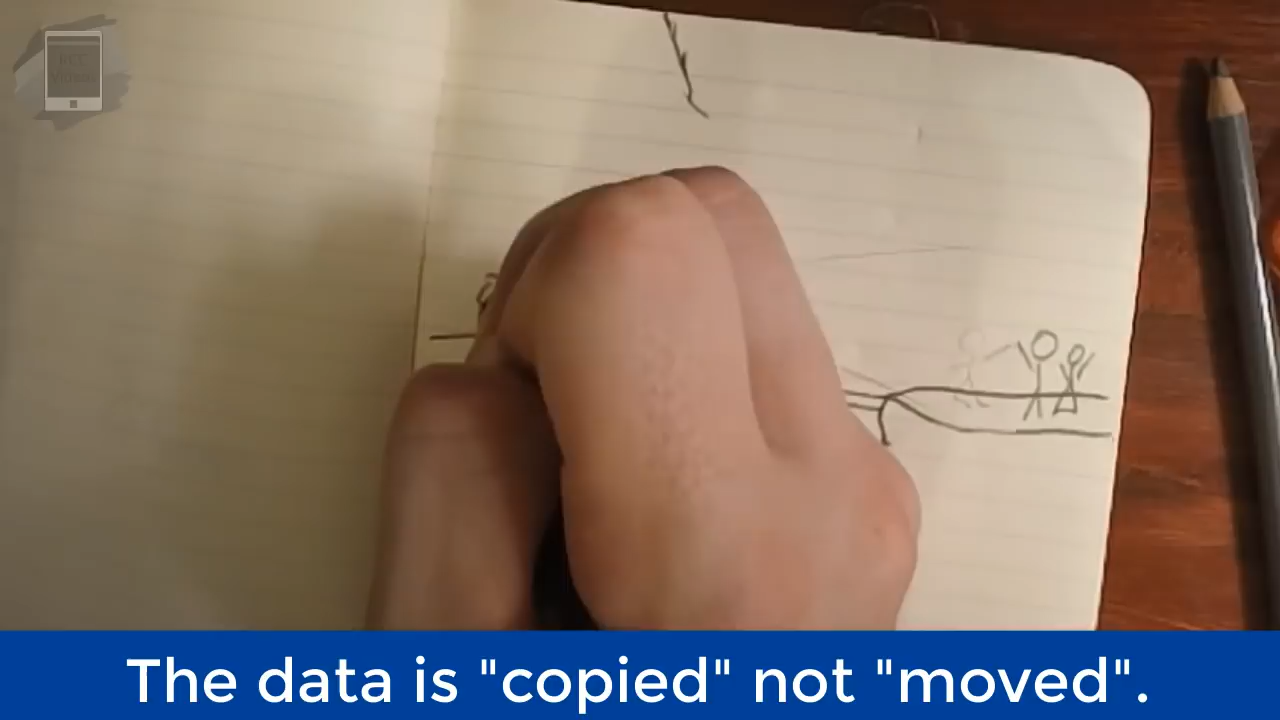 The data is "copied" not "moved".